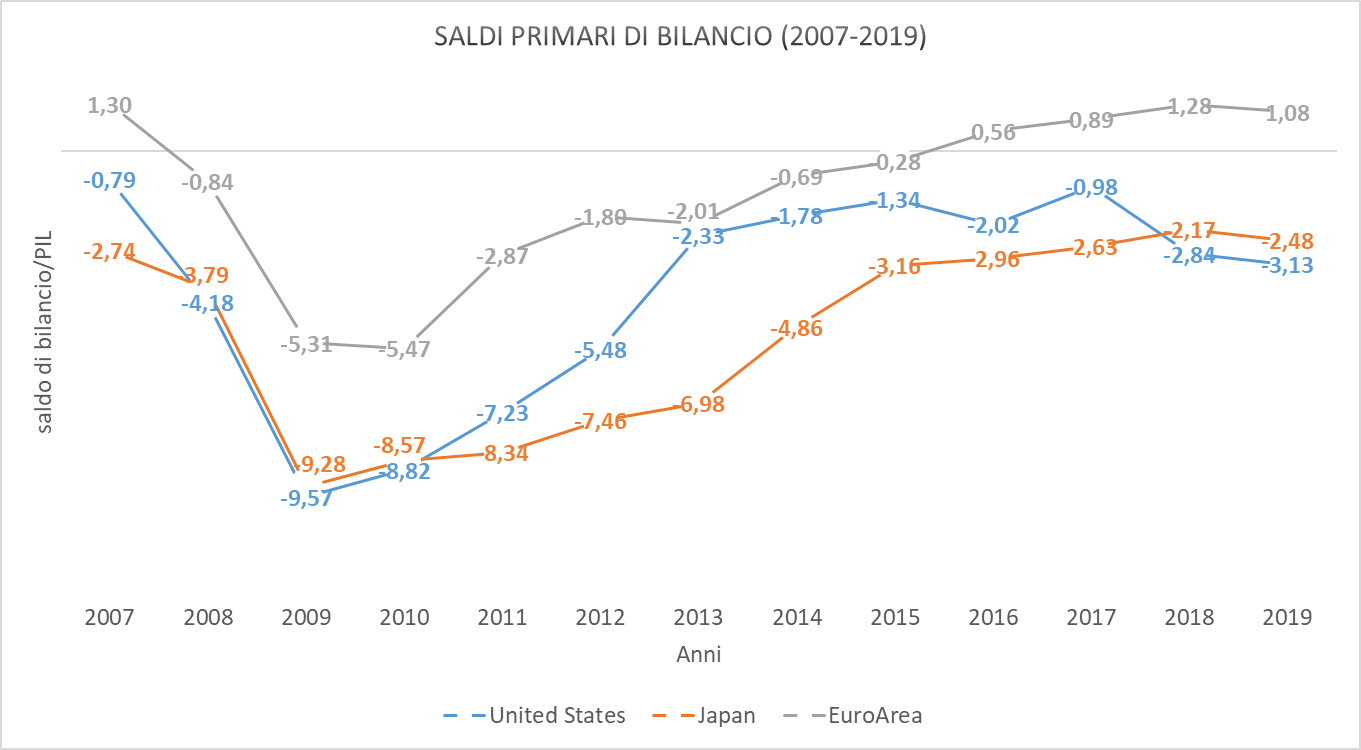 SALDI PRIMARI DI BILANCIO (2007-2019)
1,30 -0,84 -5,31 -5,47 -2,87 -1,80 -2,01 -0,69 -0,28 0,56 0,89 1,28 1,08
-0,79 -4,18 -9,57 -8,82 -7,23 -5,48 -2,33 -1,78 -1,34 -2,02 -0,98 -2,84 -3,13
-2,74 -3,79 -9,28 -8,57 -8,34 -7,46 -6,98 -4,86 -3,16 -2,96 -2,63 -2,17 -2,48
saldo di bilancio/PIL
2007 2008 2009 2010 2011 2012 2013 2014 2015 2016 2017 2018 2019
Anni
United States Japan EuroArea